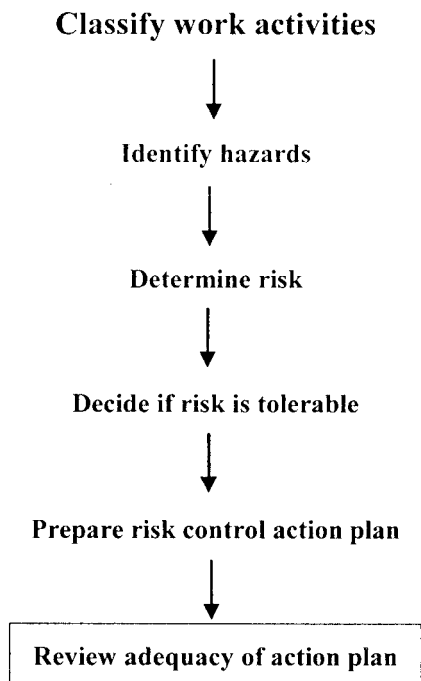 Classify work activities
Identify hazards
Determine risk
Decide if risk is tolerable
Prepare risk control action plan
Review adequacy of action plan